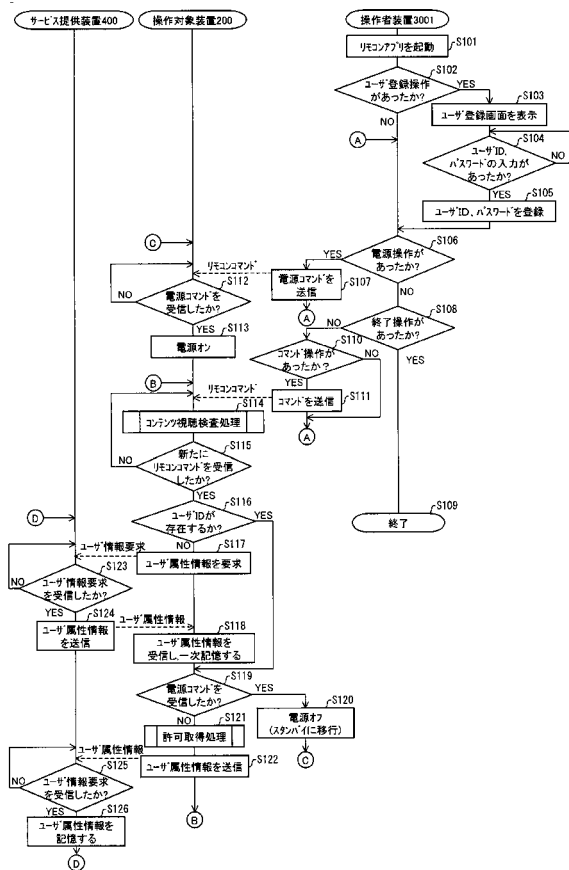 サービス提供装置400
操作対象装置200
操作者装置3001
リモコンアプリを起動
S101
S102
ユーザ登録操作
があったか?
YES
NO
S103
ユーザ登録画面を表示
S104
ユーザID、
パスワードの入力が
あったか?
NO
YES
S105
ユーザID、パスワードを登録
A
C
S106
電源操作が
あったか?
YES
NO
リモコンコマンド
S107
電源コマンドを
送信
A
S112
電源コマンドを
受信したか?
NO
YES
S113
電源オン
S108
終了操作が
あったか?
NO
YES
S110
コマンド操作が
あったか?
NO
YES
B
リモコンコマンド
S111
コマンドを送信
A
S114
コンテンツ視聴検査処理
S115
新たに
リモコンコマンドを受信
したか?
NO
YES
S109
終了
D
S116
ユーザIDが
存在するか?
YES
NO
ユーザ情報要求
S117
ユーザ属性情報を要求
S123
ユーザ情報要求
を受信したか?
NO
YES
S124
ユーザ属性情報
を送信
ユーザ属性情報
S118
ユーザ属性情報を
受信し、一次記憶する
S119
電源コマンドを
受信したか?
YES
NO
S120
電源オフ
(スタンバイに移行)
C
S121
許可取得処理
ユーザ属性情報
S122
ユーザ属性情報を送信
B
S125
ユーザ情報要求
を受信したか?
NO
YES
S126
ユーザ属性情報を
記憶する
D